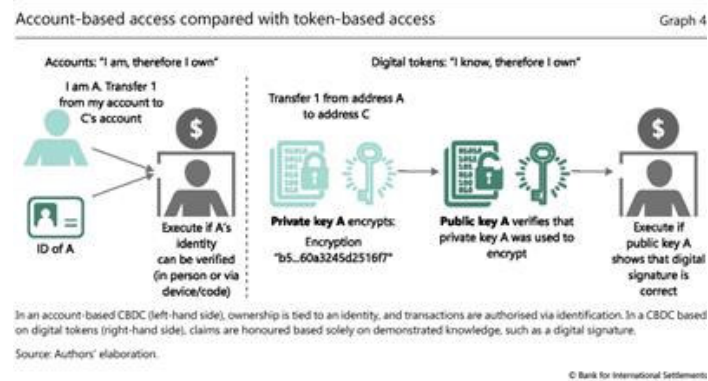 Account-based access compared with token-based access
Graph 4
Accounts: "I am, therefore I own"
I am A. Transfer 1
from my account to
C's account
$
ID of A
Execute if A's
identity
can be verified
(in person or via
device/code)
Digital tokens: "I know, therefore I own"
Transfer 1 from address A
to address C
Private key A encrypts:
Encryption
"b5...60a3245d2516f7"
Public key A verifies that
private key A was used to
encrypt
$
Execute if
public key A
shows that digital
signature is
correct
In an account-based CBDC (left-hand side), ownership is tied to an identity, and transactions are authorised via identification. In a CBDC based
on digital tokens (right-hand side), claims are honoured based solely on demonstrated knowledge, such as a digital signature.
Source: Authors' elaboration.
© Bank for International Settlements